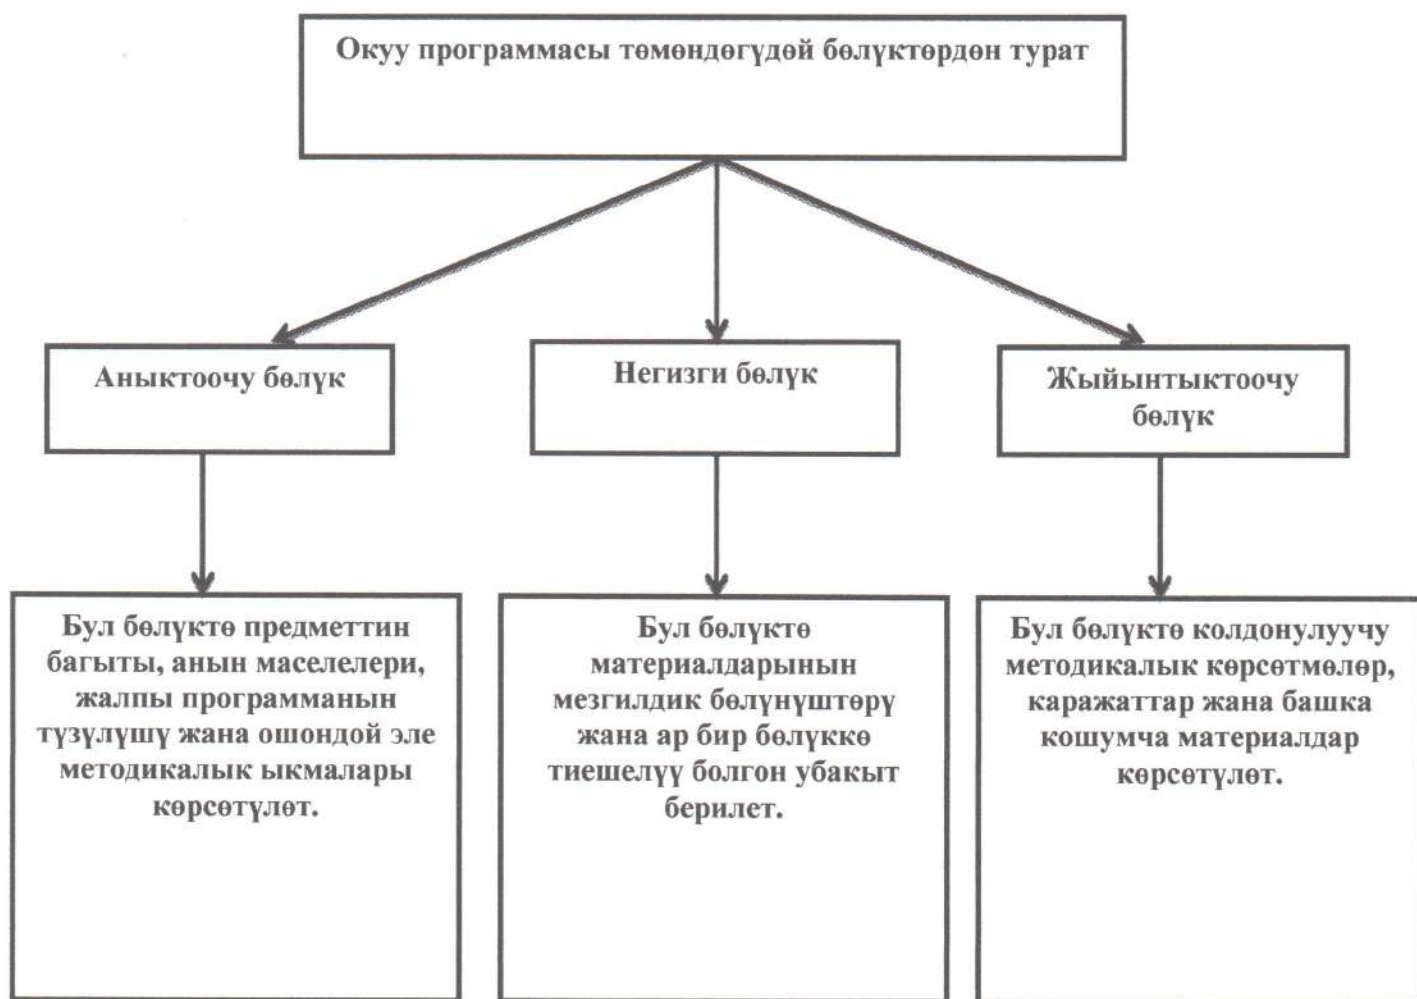 Окуу программасы төмөндөгүдөй бөлүктөрдөн турат
Аныктоочу бөлүк
Негизги бөлүк
Жыйынтыктоочу
бөлүк
Бул бөлүктө предметтин
багыты, анын маселелери,
жалпы программанын
түзүлүшү жана ошондой эле
методикалык ыкмалары
көрсөтүлөт.
Бул бөлүктө
материалдарынын
мезгилдик бөлүнүштөрү
жана ар бир бөлүккө
тиешелүү болгон убакыт
берилет.
Бул бөлүктө колдонулуучу
методикалык көрсөтмөлөр,
каражаттар жана башка
кошумча материалдар
көрсөтүлөт.